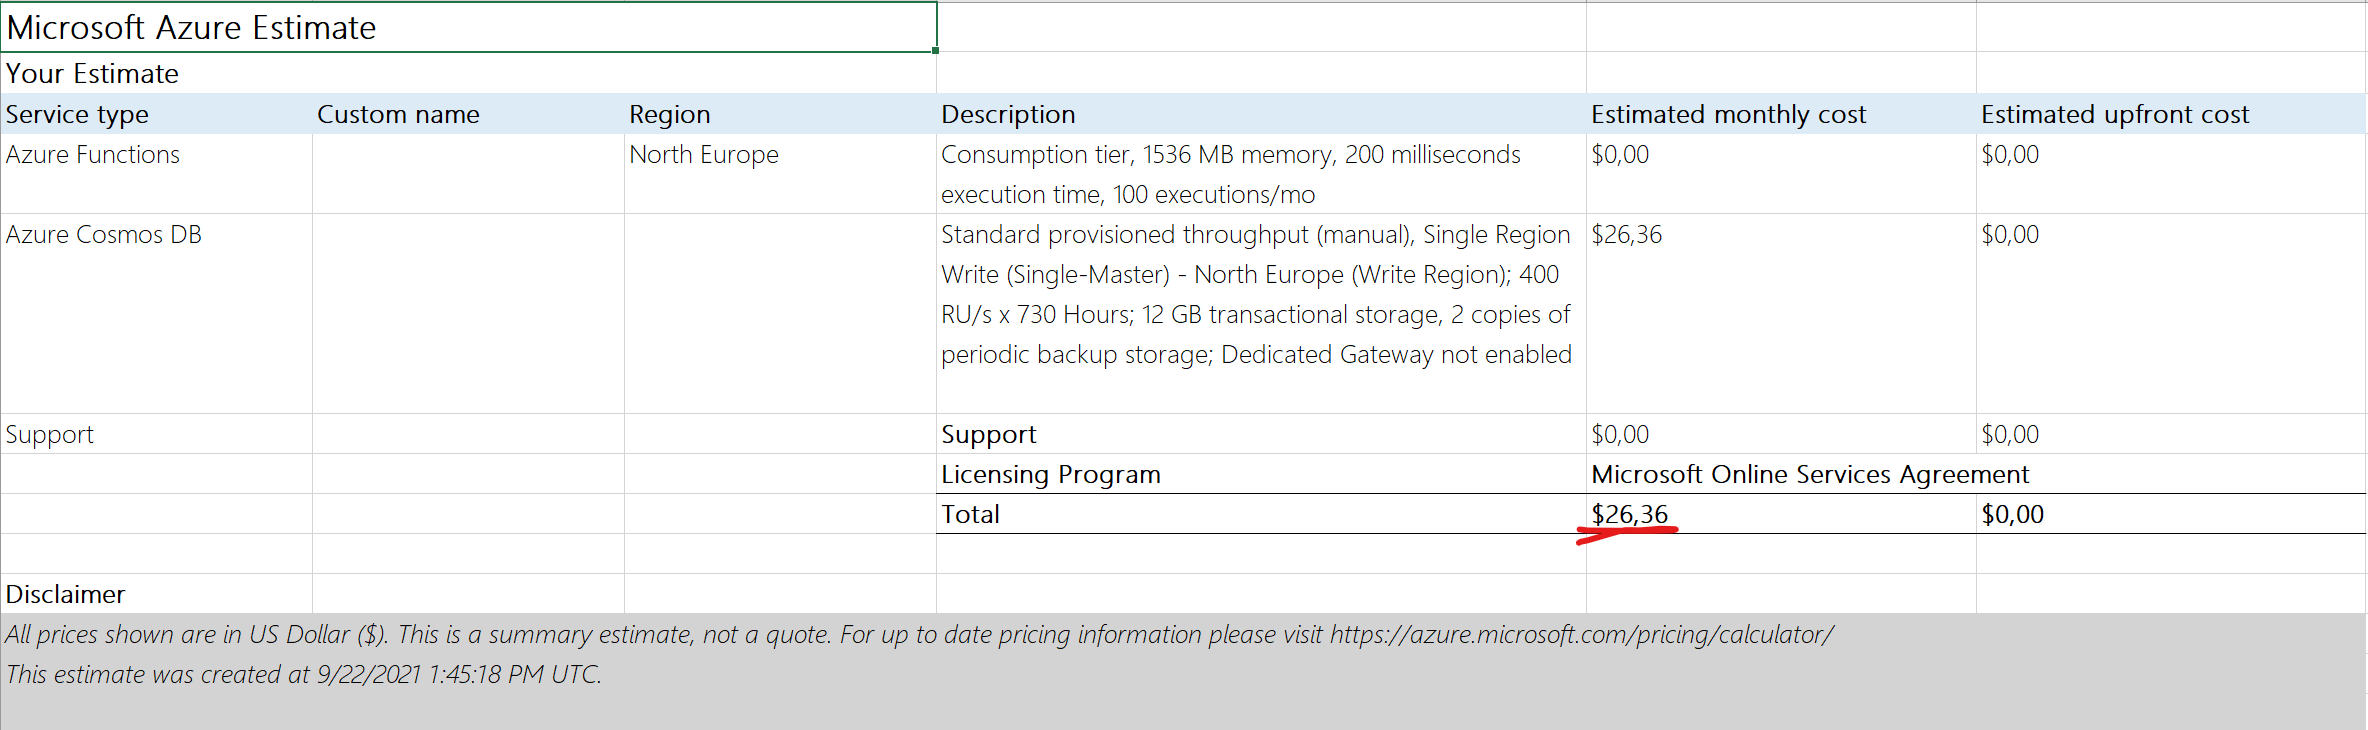 Microsoft Azure Estimate
Your Estimate
Service type Custom name Region Description Estimated monthly cost Estimated upfront cost
Azure Functions North Europe Consumption tier, 1536 MB memory, 200 milliseconds $0,00 $0,00
execution time, 100 executions/mo
Azure Cosmos DB Standard provisioned throughput (manual), Single Region $26,36 $0,00
Write (Single-Master) - North Europe (Write Region); 400
RU/s x 730 Hours; 12 GB transactional storage, 2 copies of
periodic backup storage; Dedicated Gateway not enabled
Support Support $0,00 $0,00
Licensing Program Microsoft Online Services Agreement
Total $26,36 $0,00
Disclaimer
All prices shown are in US Dollar ($). This is a summary estimate, not a quote. For up to date pricing information please visit https://azure.microsoft.com/pricing/calculator/
This estimate was created at 9/22/2021 1:45:18 PM UTC.